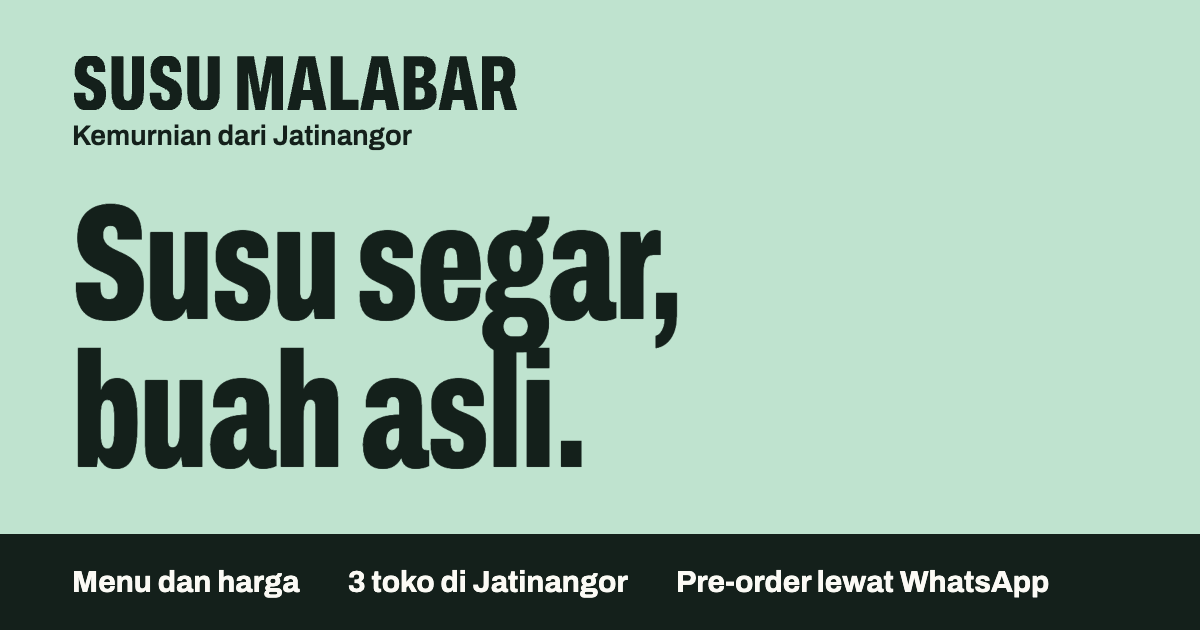 SUSU MALABAR
Kemurnian dari Jatinangor
Susu segar,
buah asli.
Menu dan harga
3 toko di Jatinangor
Pre-order lewat WhatsApp